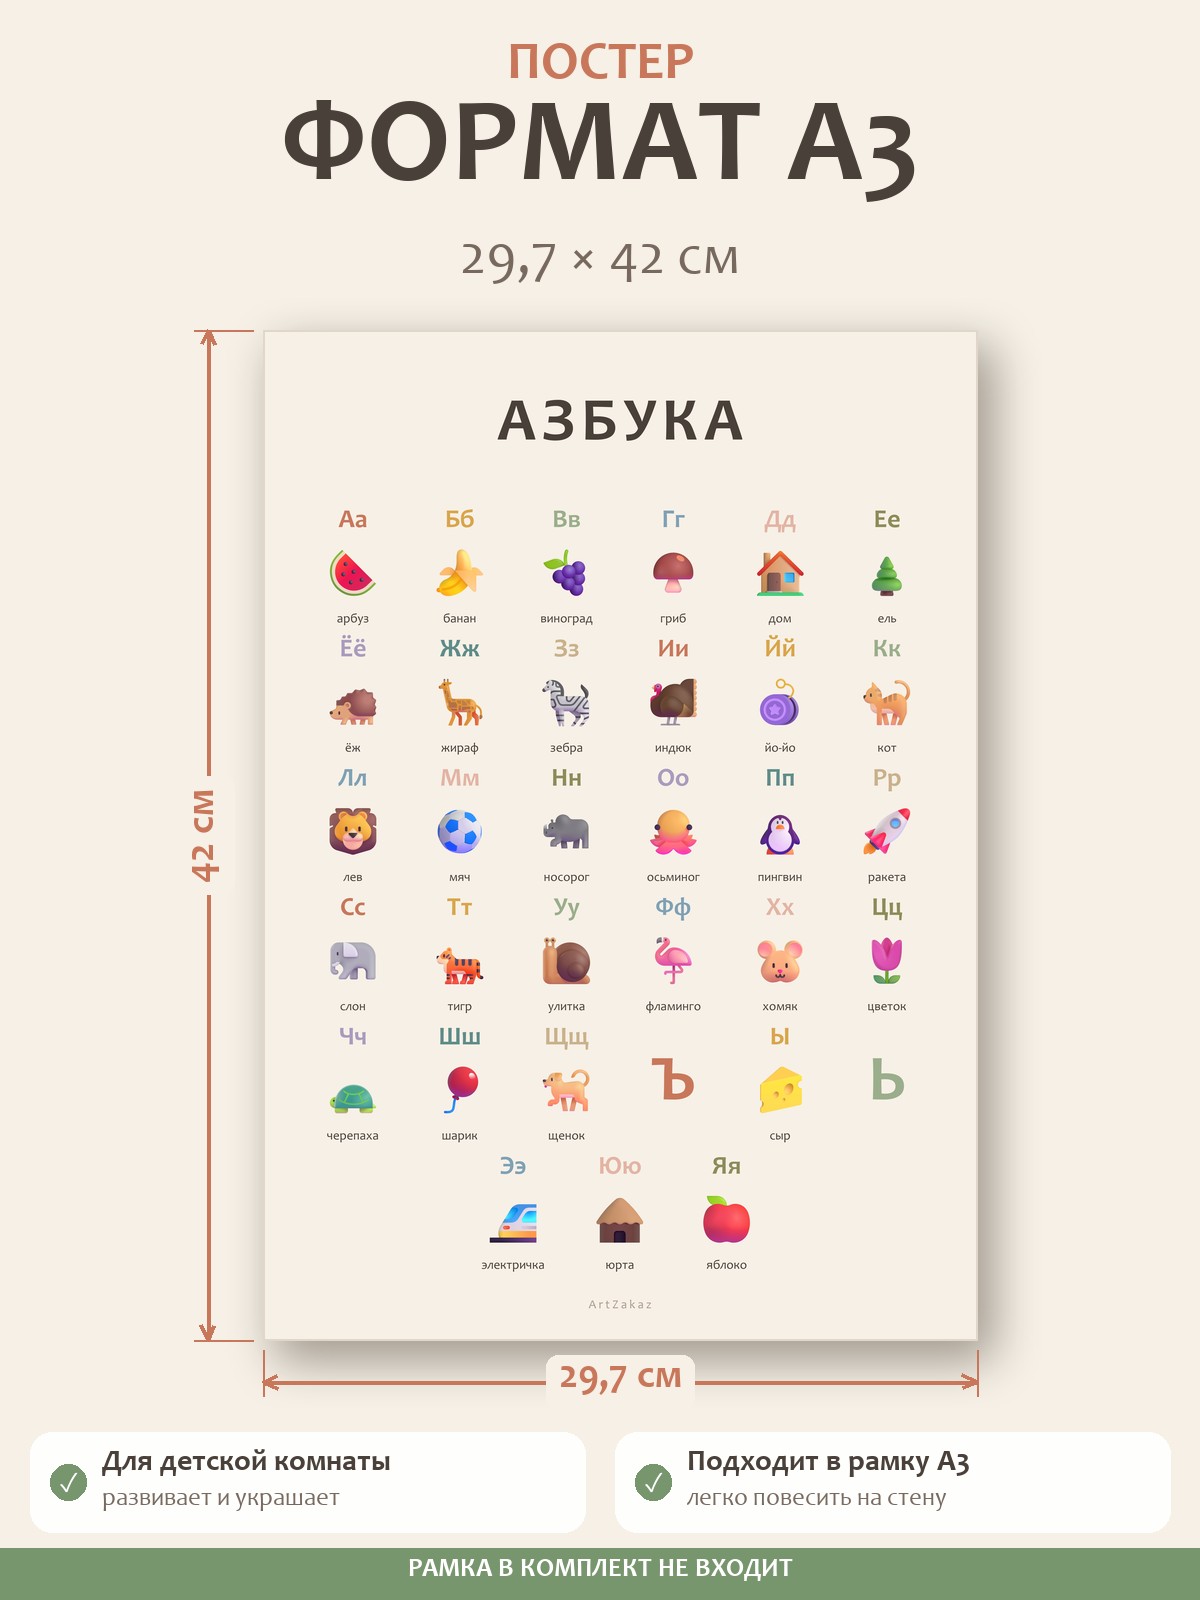 ПОСТЕР
ФОРМАТ А3
29,7 × 42 см
42 см
АЗБУКА
Аа Бб Вв Гг Дд Ее
арбуз банан виноград гриб дом ель
Ёё Жж Зз Ии Йй Кк
ёж жираф зебра индюк йо-йо кот
Лл Мм Нн Оо Пп Рр
лев мяч носорог осьминог пингвин ракета
Сс Тт Уу Фф Хх Цц
слон тигр улитка фламинго хомяк цветок
Чч Шш Щщ Ъ Ы Ь
черепаха шарик щенок сыр
Ээ Юю Яя
электричка юрта яблоко
ArtZakaz
29,7 см
Для детской комнаты
развивает и украшает
Подходит в рамку А3
легко повесить на стену
РАМКА В КОМПЛЕКТ НЕ ВХОДИТ